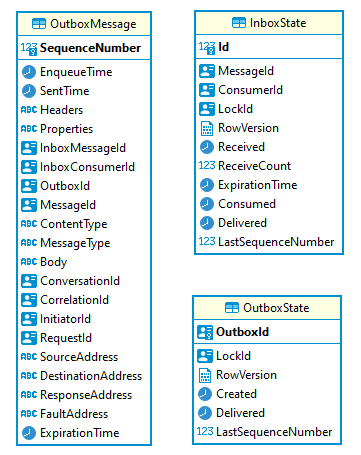 OutboxMessage
123 SequenceNumber
EnqueueTime
SentTime
ABC Headers
ABC Properties
InboxMessageId
InboxConsumerId
OutboxId
MessageId
ABC ContentType
ABC MessageType
ABC Body
ConversationId
CorrelationId
InitiatorId
RequestId
ABC SourceAddress
ABC DestinationAddress
ABC ResponseAddress
ABC FaultAddress
ExpirationTime
InboxState
123 Id
MessageId
ConsumerId
LockId
RowVersion
Received
123 ReceiveCount
ExpirationTime
Consumed
Delivered
123 LastSequenceNumber
OutboxState
OutboxId
LockId
RowVersion
Created
Delivered
123 LastSequenceNumber